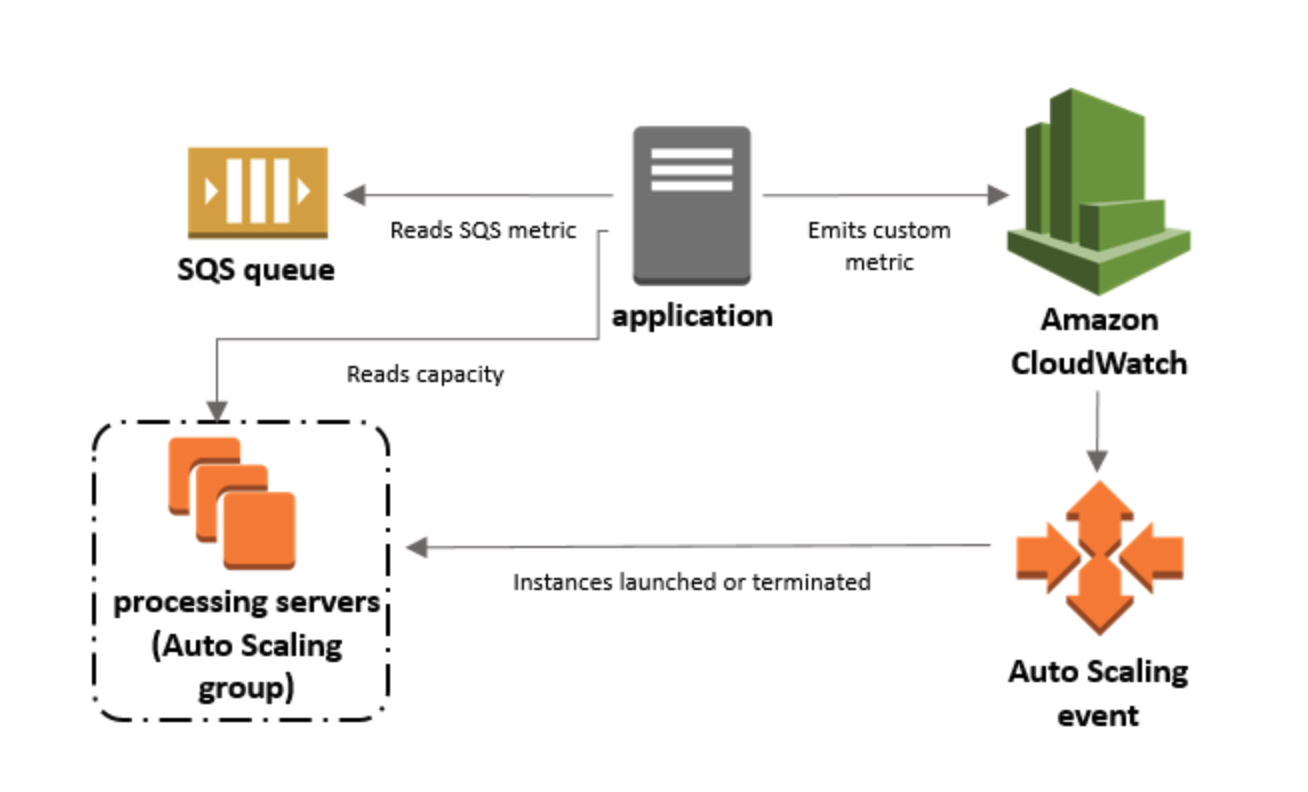 Reads SQS metric
Emits custom
metric
SQS queue
application
Amazon
CloudWatch
Reads capacity
Instances launched or terminated
processing servers
(Auto Scaling
group)
Auto Scaling
event